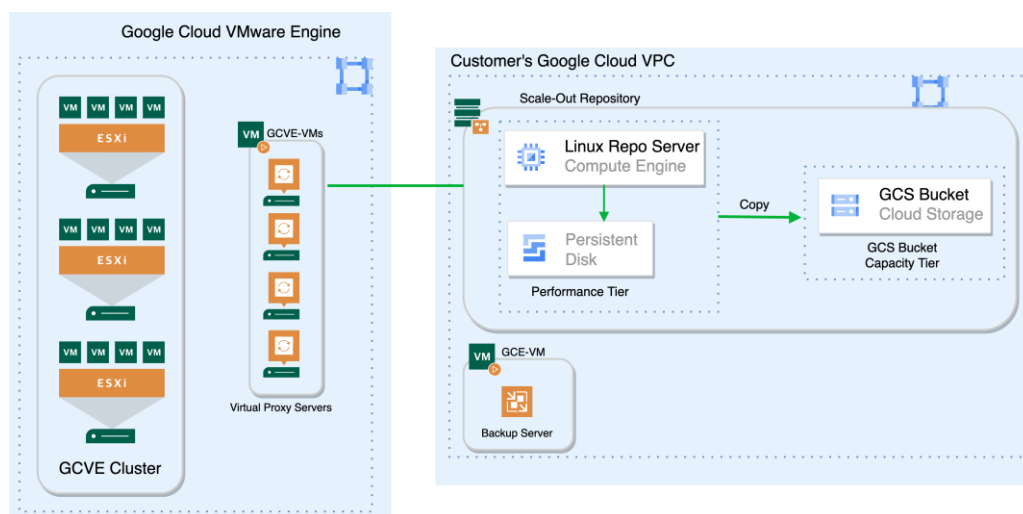 Google Cloud VMware Engine
VM VM VM VM
ESXi
VM VM VM VM
ESXi
VM VM VM VM
ESXi
GCVE Cluster
VM
GCVE-VMs
Virtual Proxy Servers
Customer's Google Cloud VPC
Scale-Out Repository
Linux Repo Server
Compute Engine
Persistent
Disk
Performance Tier
Copy
GCS Bucket
Cloud Storage
GCS Bucket
Capacity Tier
VM
GCE-VM
Backup Server